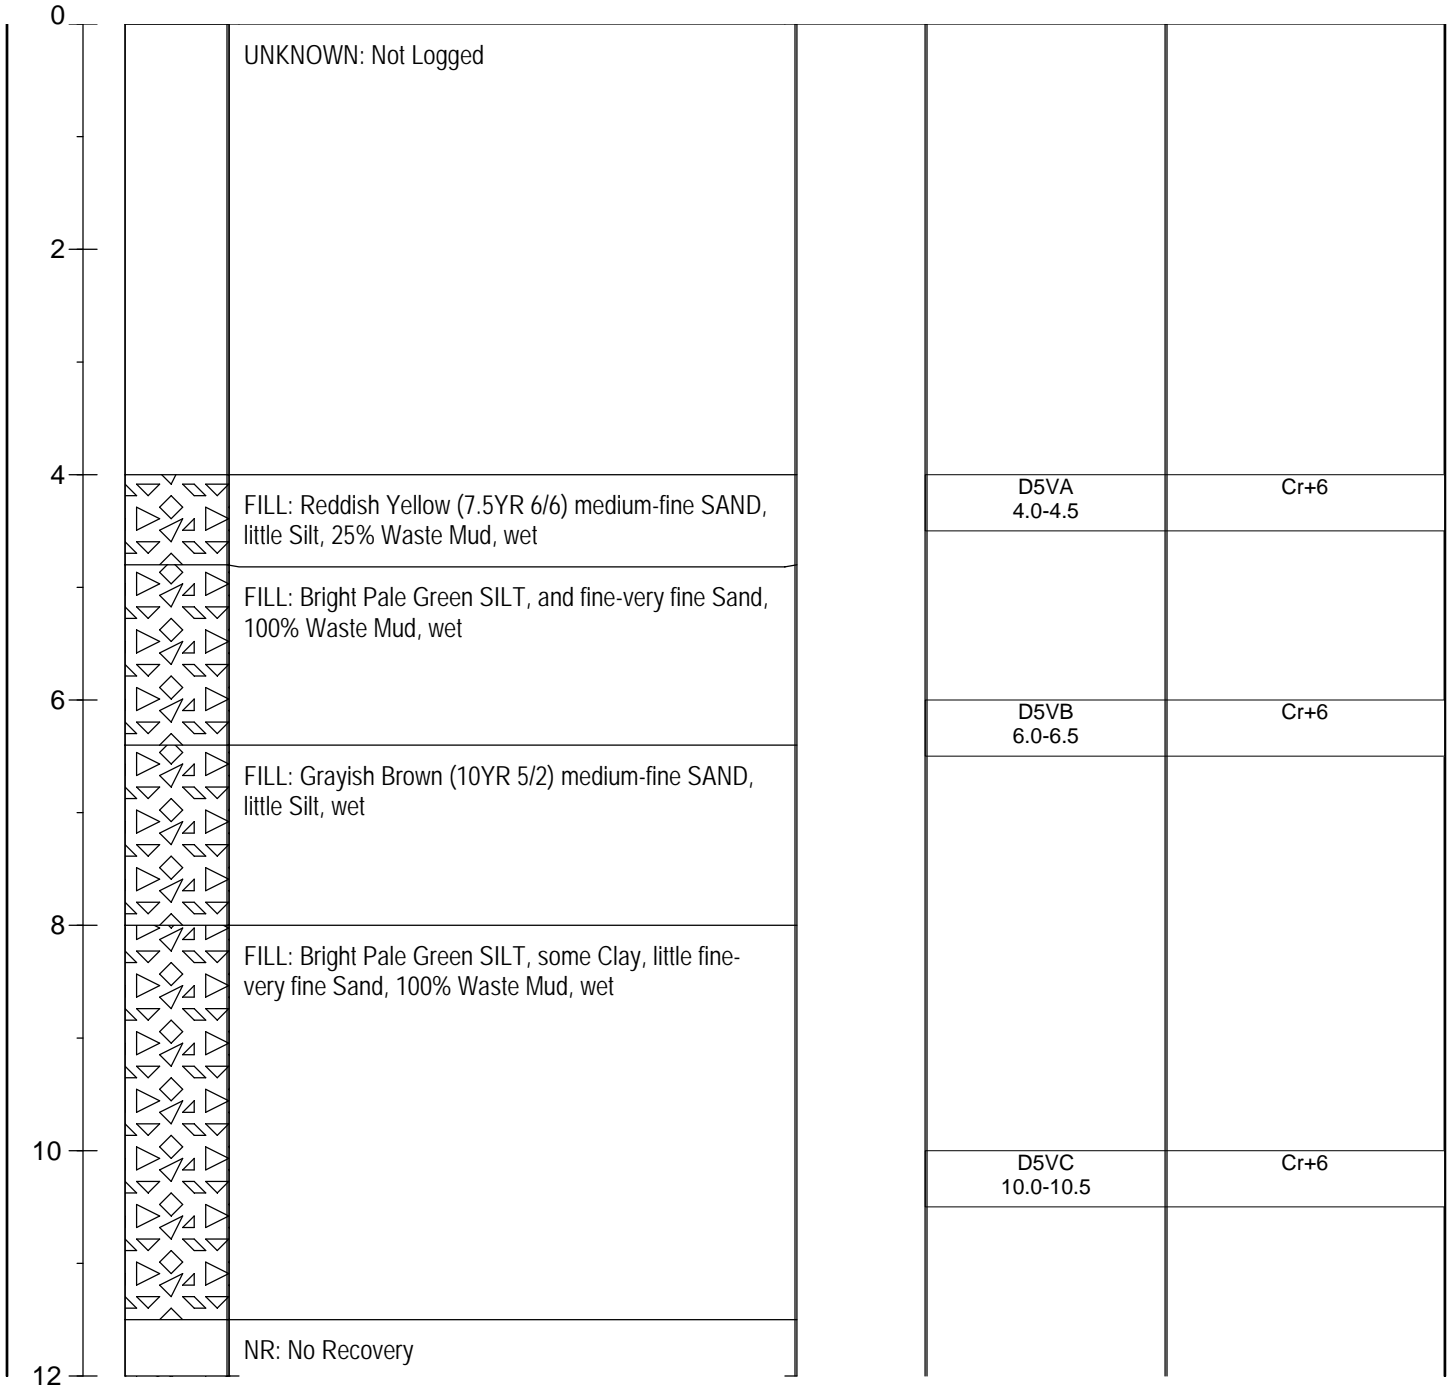 0
UNKNOWN: Not Logged
2
4
FILL: Reddish Yellow (7.5YR 6/6) medium-fine SAND,
little Silt, 25% Waste Mud, wet
D5VA
4.0-4.5
Cr+6
FILL: Bright Pale Green SILT, and fine-very fine Sand,
100% Waste Mud, wet
6
D5VB
6.0-6.5
Cr+6
FILL: Grayish Brown (10YR 5/2) medium-fine SAND,
little Silt, wet
8
FILL: Bright Pale Green SILT, some Clay, little fine-
very fine Sand, 100% Waste Mud, wet
10
D5VC
10.0-10.5
Cr+6
NR: No Recovery
12